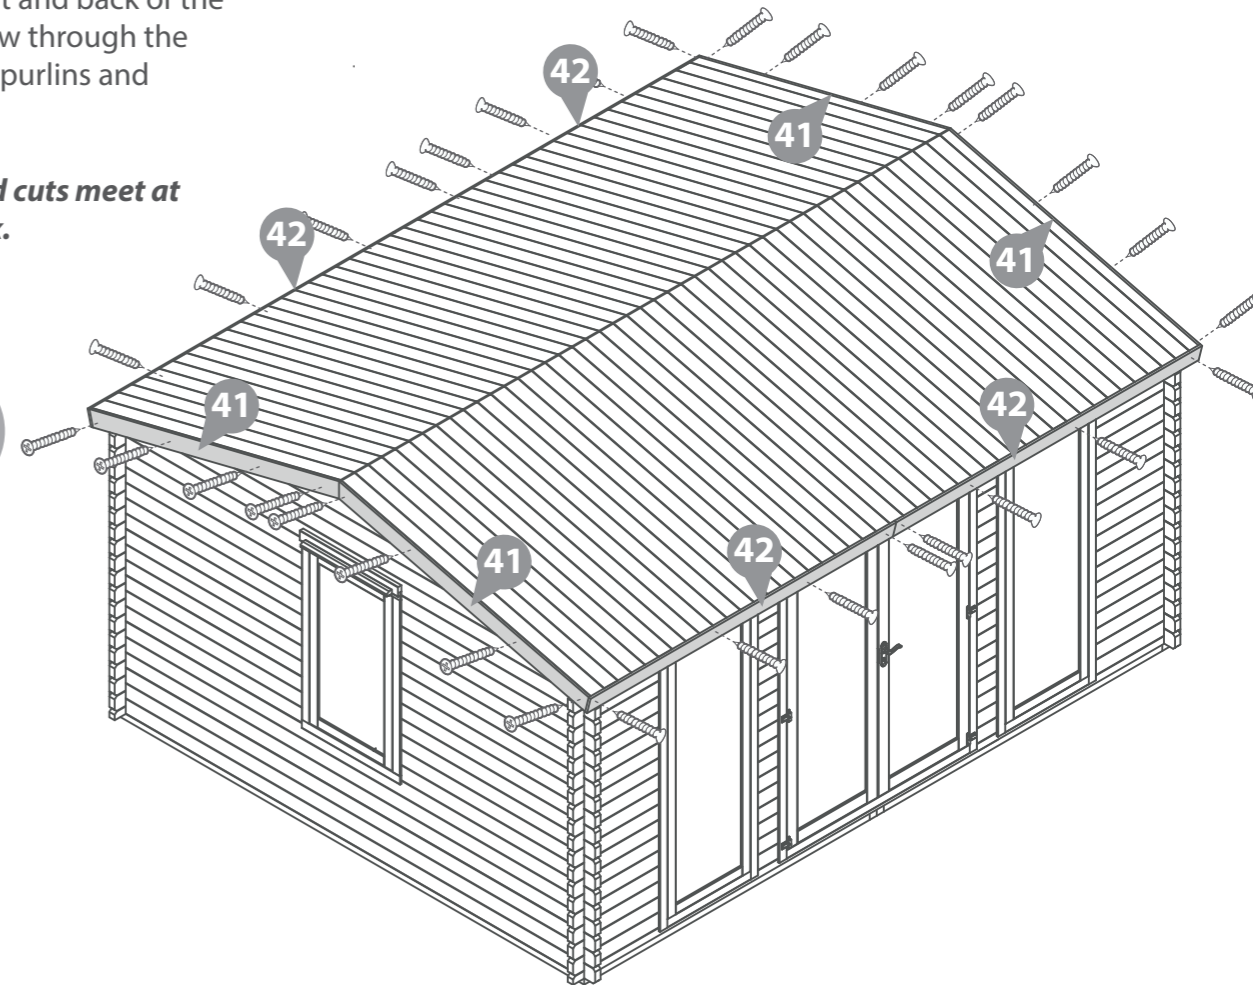 and back of the
through the
purlins and
cuts meet at
42
41
42
41
41
42
41
42